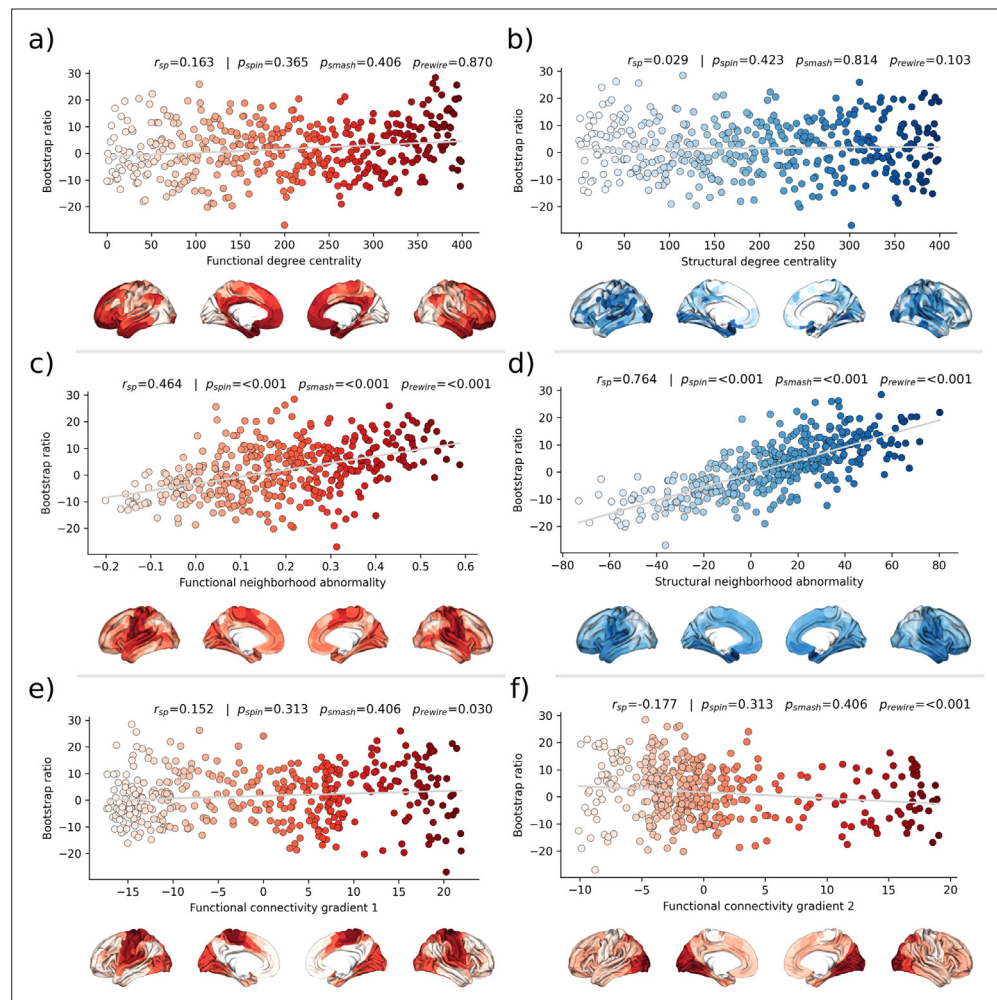 a)
r_sp=0.163 | p_spin=0.365 p_smash=0.406 p_rewire=0.870
30
20
10
0
−10
−20
Bootstrap ratio
0 50 100 150 200 250 300 350 400
Functional degree centrality
b)
r_sp=0.029 | p_spin=0.423 p_smash=0.814 p_rewire=0.103
30
20
10
0
−10
−20
Bootstrap ratio
0 50 100 150 200 250 300 350 400
Structural degree centrality
c)
r_sp=0.464 | p_spin=<0.001 p_smash=<0.001 p_rewire=<0.001
30
20
10
0
−10
−20
Bootstrap ratio
−0.2 −0.1 0.0 0.1 0.2 0.3 0.4 0.5 0.6
Functional neighborhood abnormality
d)
r_sp=0.764 | p_spin=<0.001 p_smash=<0.001 p_rewire=<0.001
30
20
10
0
−10
−20
Bootstrap ratio
−80 −60 −40 −20 0 20 40 60 80
Structural neighborhood abnormality
e)
r_sp=0.152 | p_spin=0.313 p_smash=0.406 p_rewire=0.030
30
20
10
0
−10
−20
Bootstrap ratio
−15 −10 −5 0 5 10 15 20
Functional connectivity gradient 1
f)
r_sp=-0.177 | p_spin=0.313 p_smash=0.406 p_rewire=<0.001
30
20
10
0
−10
−20
Bootstrap ratio
−10 −5 0 5 10 15 20
Functional connectivity gradient 2